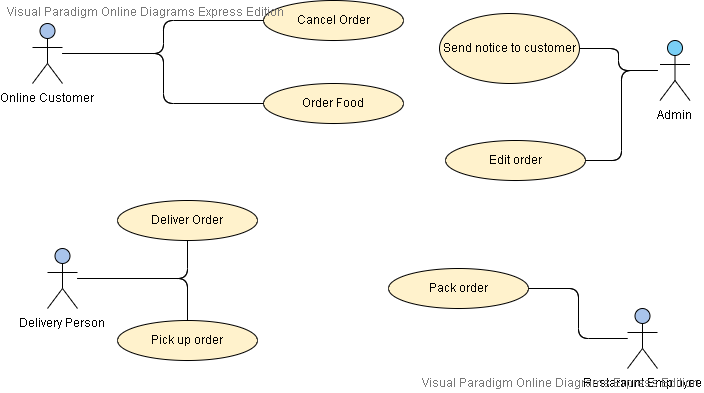 Visual Paradigm Online Diagrams Express Edition
Cancel Order
Send notice to customer
Online Customer
Order Food
Admin
Edit order
Deliver Order
Delivery Person
Pack order
Pick up order
Visual Paradigm Online Diagrams Express Edition
Restaraunt Employee